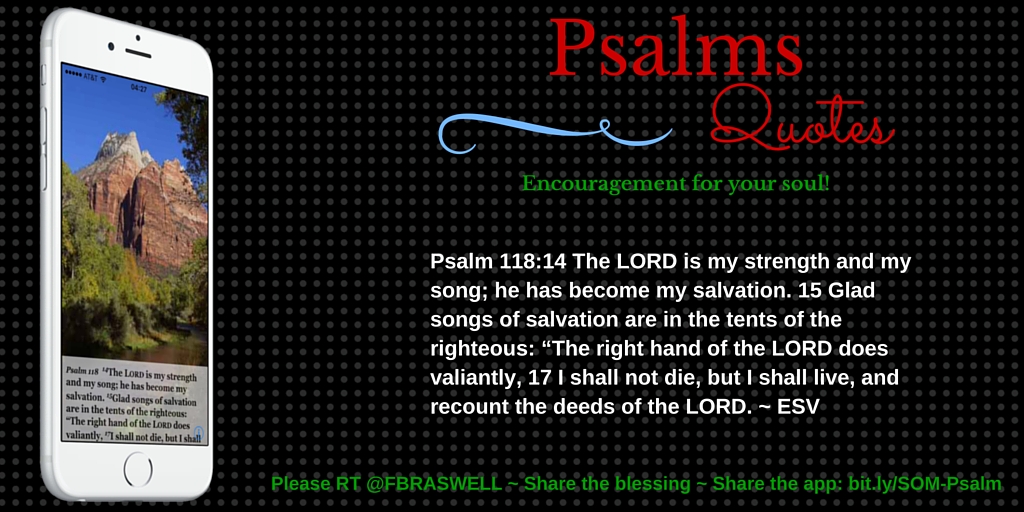 ●●●●● AT&T
04:27
Psalm 118 ¹⁴The LORD is my strength
and my song; he has become my
salvation. ¹⁵Glad songs of salvation
are in the tents of the righteous:
“The right hand of the LORD does
valiantly, ¹⁷I shall not die, but I shall
Psalms
Quotes
Encouragement for your soul!
Psalm 118:14 The LORD is my strength and my
song; he has become my salvation. 15 Glad
songs of salvation are in the tents of the
righteous: “The right hand of the LORD does
valiantly, 17 I shall not die, but I shall live, and
recount the deeds of the LORD. ~ ESV
Please RT @FBRASWELL ~ Share the blessing ~ Share the app: bit.ly/SOM-Psalm